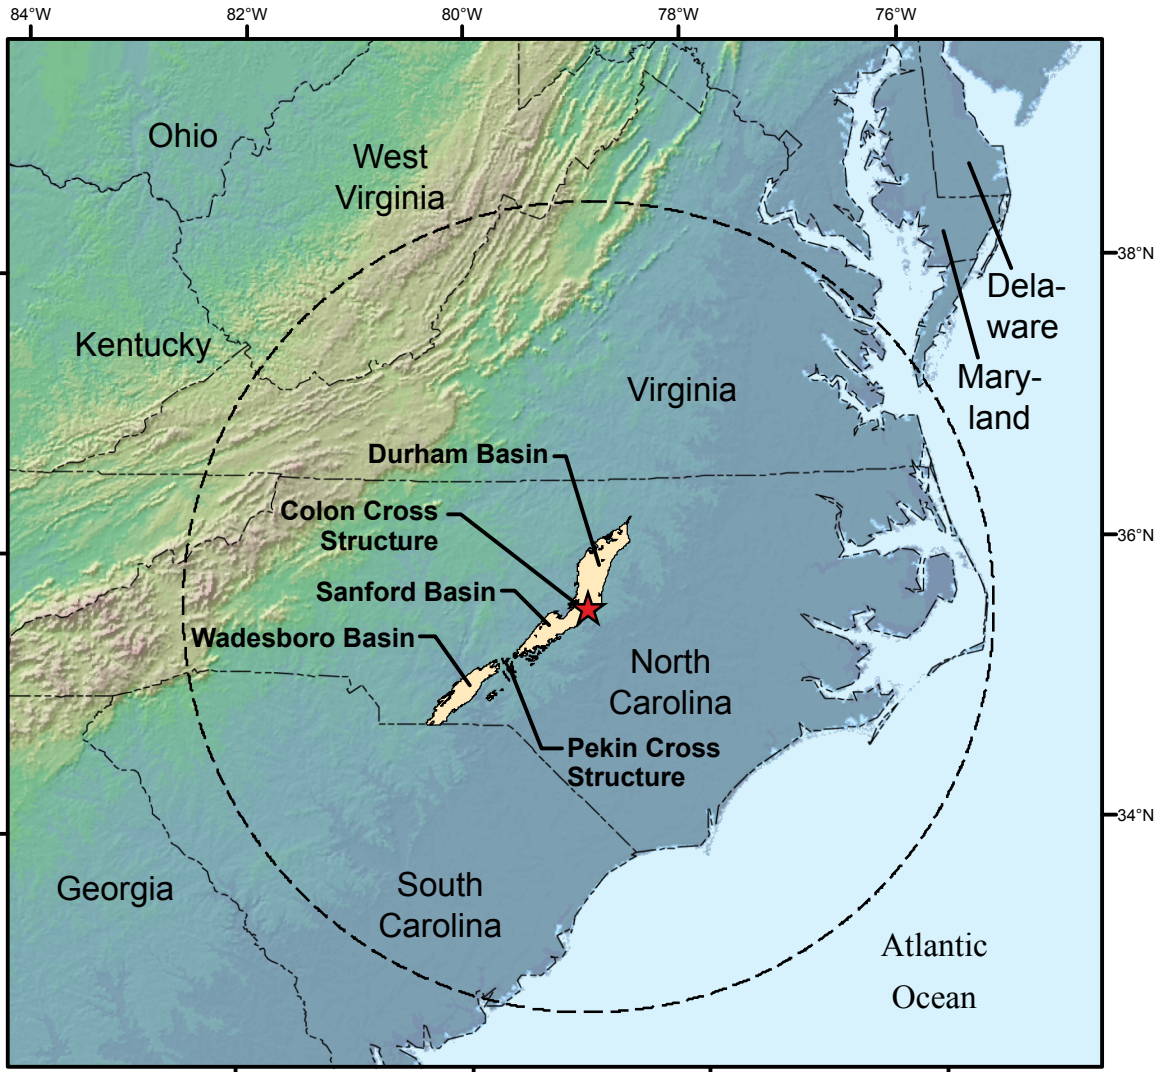 84°W
82°W
80°W
78°W
76°W
Ohio
West
Virginia
38°N
Dela-
ware
Kentucky
Mary-
land
Virginia
Durham Basin
Colon Cross
Structure
36°N
Sanford Basin
Wadesboro Basin
North
Carolina
Pekin Cross
Structure
34°N
Georgia
South
Carolina
Atlantic
Ocean